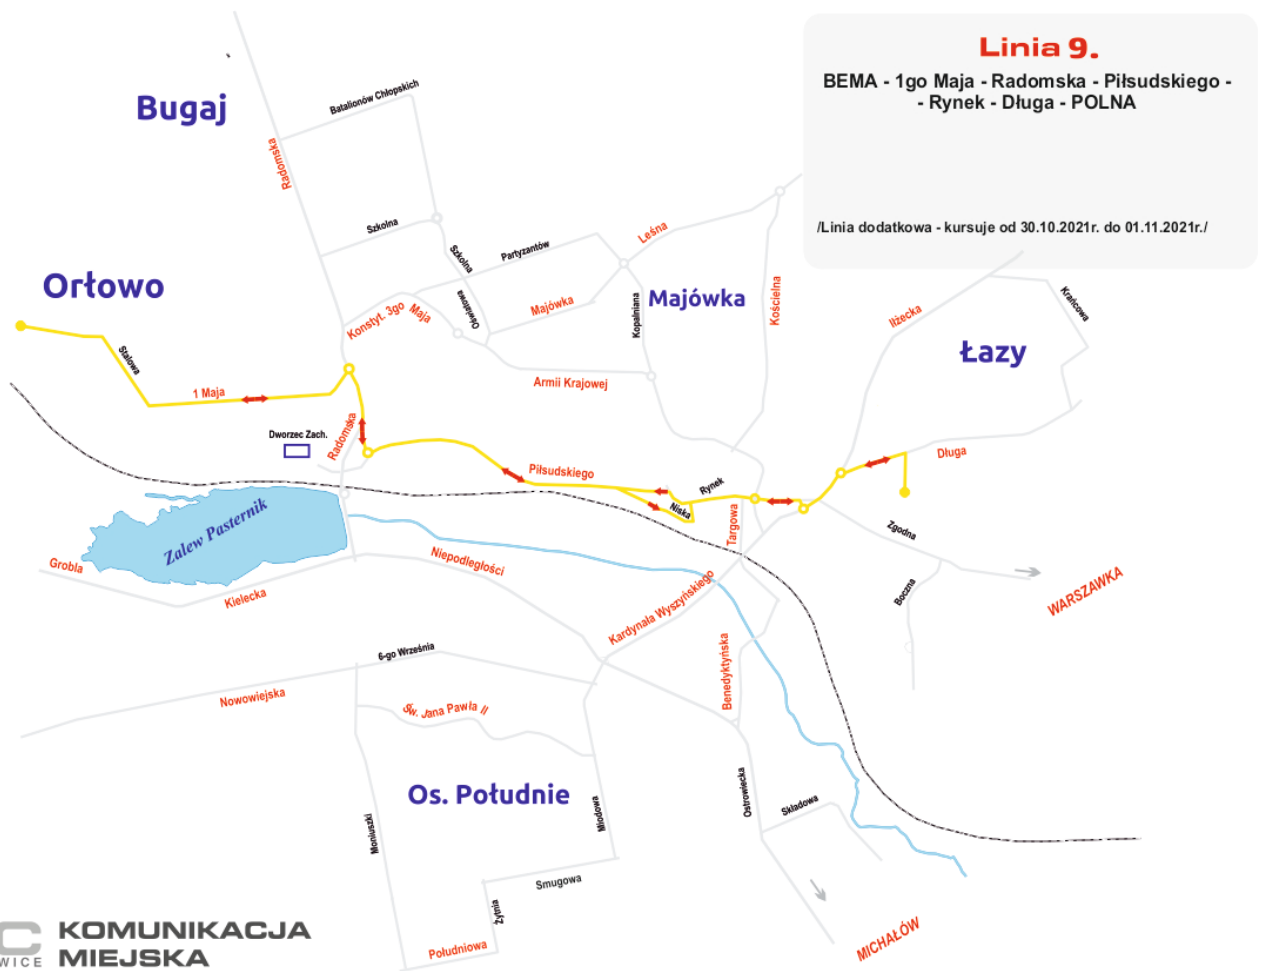 Linia 9.
BEMA - 1go Maja - Radomska - Piłsudskiego -
- Rynek - Długa - POLNA
/Linia dodatkowa - kursuje od 30.10.2021r. do 01.11.2021r./
Bugaj
Batalionów Chłopskich
Radomska
Szkolna
Szkolna
Partyzantów
Leśna
Orłowo
Konstyt. 3go Maja
Oświatowa
Majówka
Kopalniana
Majówka
Kościelna
Iłżecka
Krańcowa
Łazy
Stalowa
1 Maja
Armii Krajowej
Dworzec Zach.
Radomska
Piłsudskiego
Rynek
Niska
Targowa
Długa
Zgodna
Zalew Pasternik
Grobla
Kielecka
Niepodległości
Kardynała Wyszyńskiego
Boczna
WARSZAWKA
6-go Września
Nowowiejska
Św. Jana Pawła II
Benedyktyńska
Os. Południe
Moniuszki
Miodowa
Ostrowiecka
Składowa
Smugowa
Żytnia
Południowa
MICHAŁÓW
C
WICE
KOMUNIKACJA
MIEJSKA